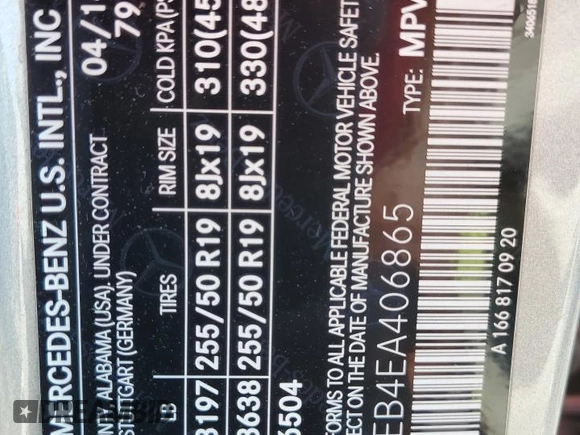 MERCEDES-BENZ U.S. INTL., INC
04/1
79
NT - ALABAMA (USA). UNDER CONTRACT
STUTTGART (GERMANY)
LB TIRES RIM SIZE COLD KPA(PS
3197 255/50 R19 8Jx19 310(45
3638 255/50 R19 8Jx19 330(48
6504
FORMS TO ALL APPLICABLE FEDERAL MOTOR VEHICLE SAFET
ECT ON THE DATE OF MANUFACTURE SHOWN ABOVE.
EB4EA406865 TYPE: MPV
A 166 817 09 20
DREAMBID